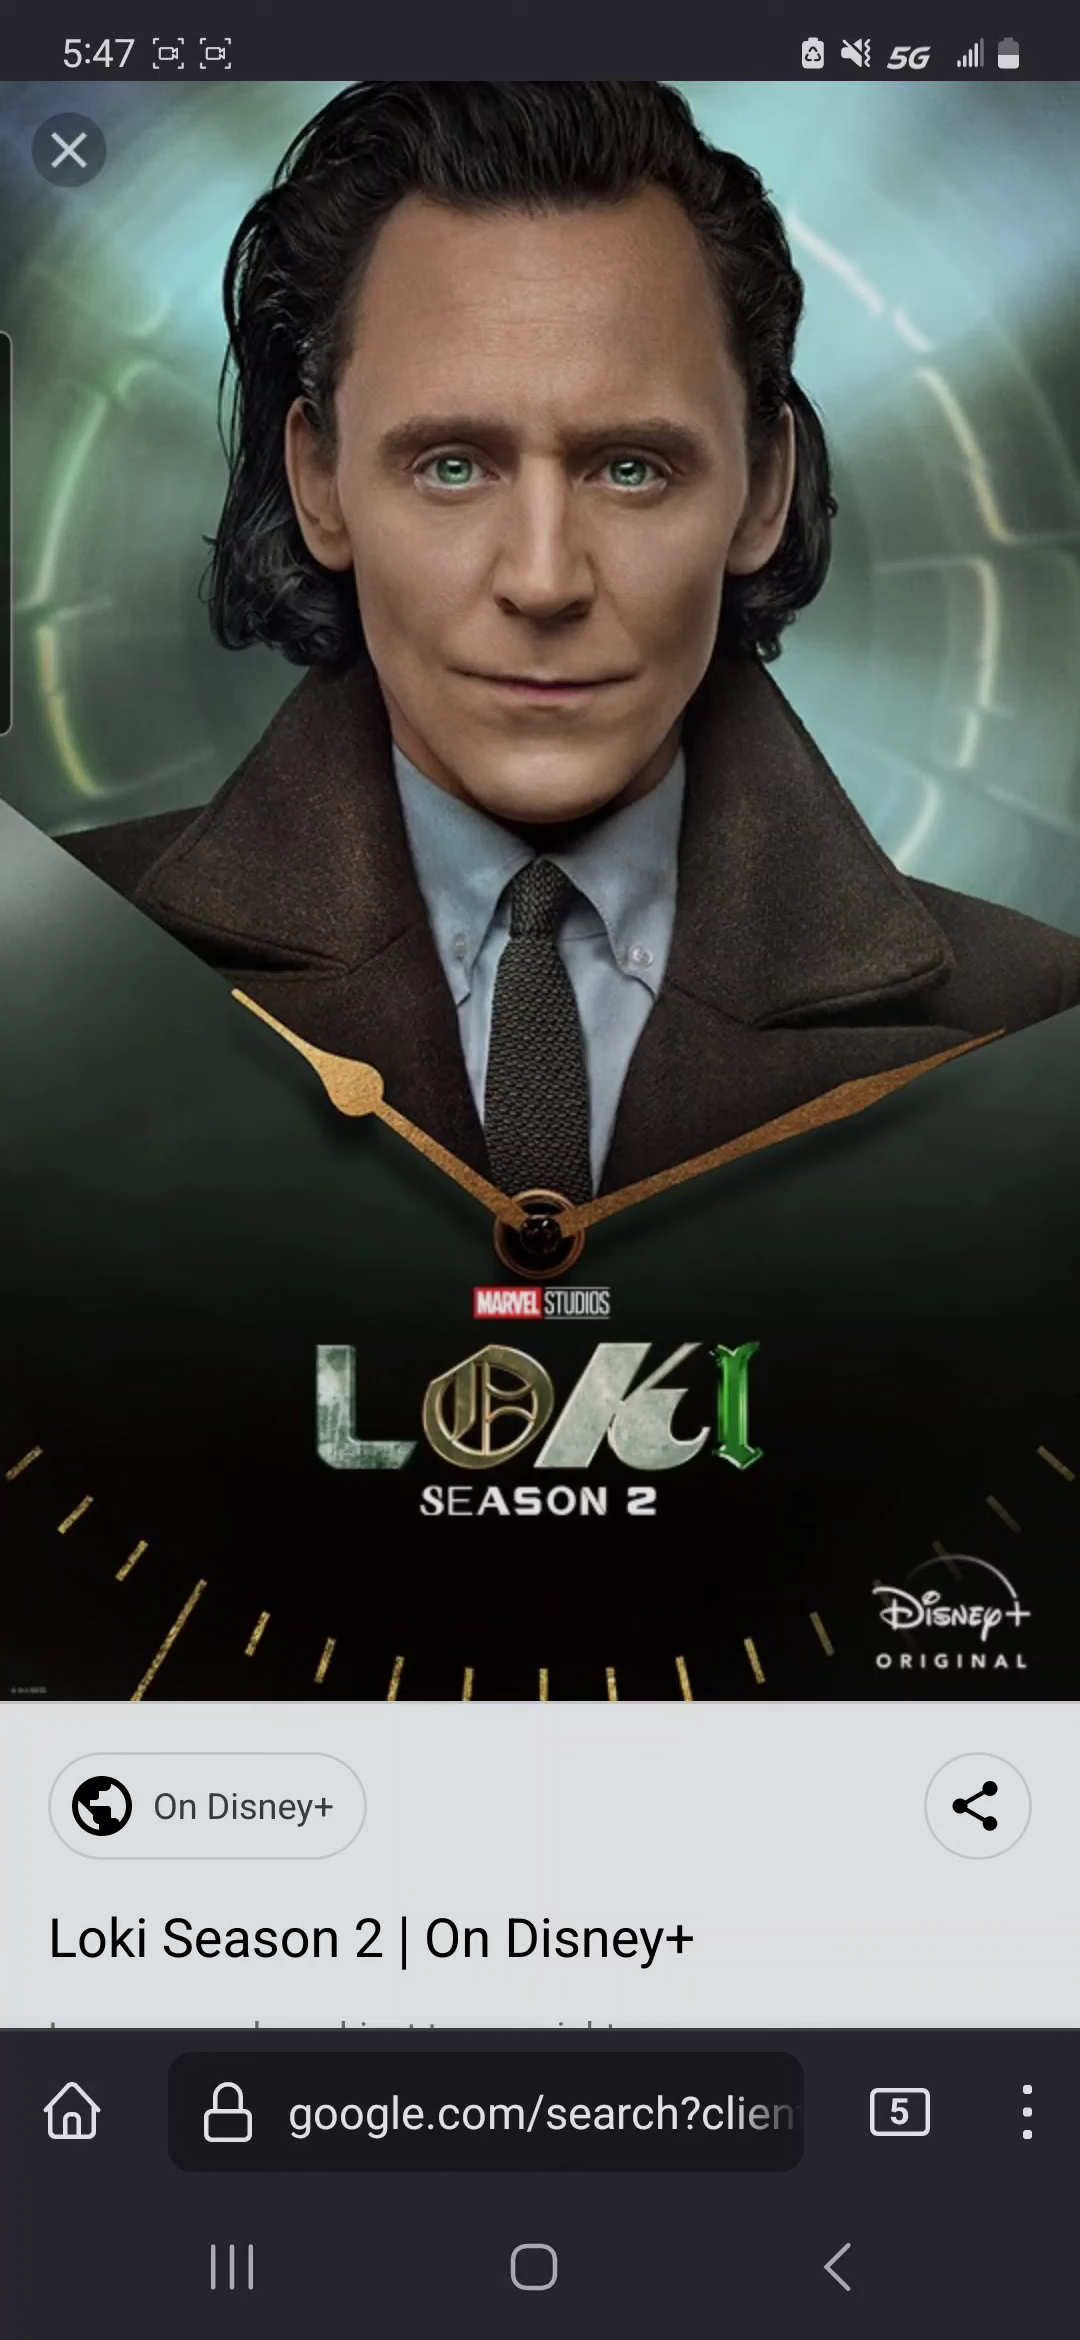 5:47
5G
MARVEL STUDIOS
LOKI
SEASON 2
Disney+
ORIGINAL
On Disney+
Loki Season 2 | On Disney+
google.com/search?clien
5